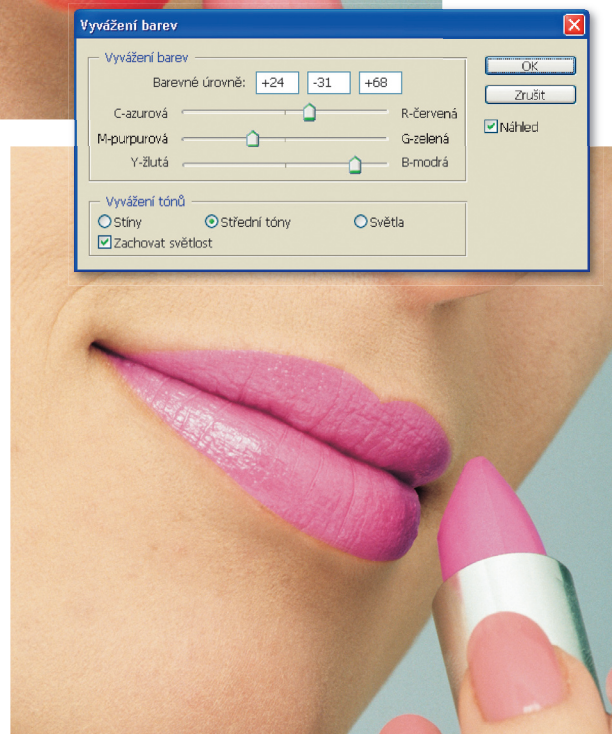 Vyvážení barev
Vyvážení barev
Barevné úrovně: +24 -31 +68
C-azurová R-červená
M-purpurová G-zelená
Y-žlutá B-modrá
OK
Zrušit
Náhled
Vyvážení tónů
Stíny Střední tóny Světla
Zachovat světlost